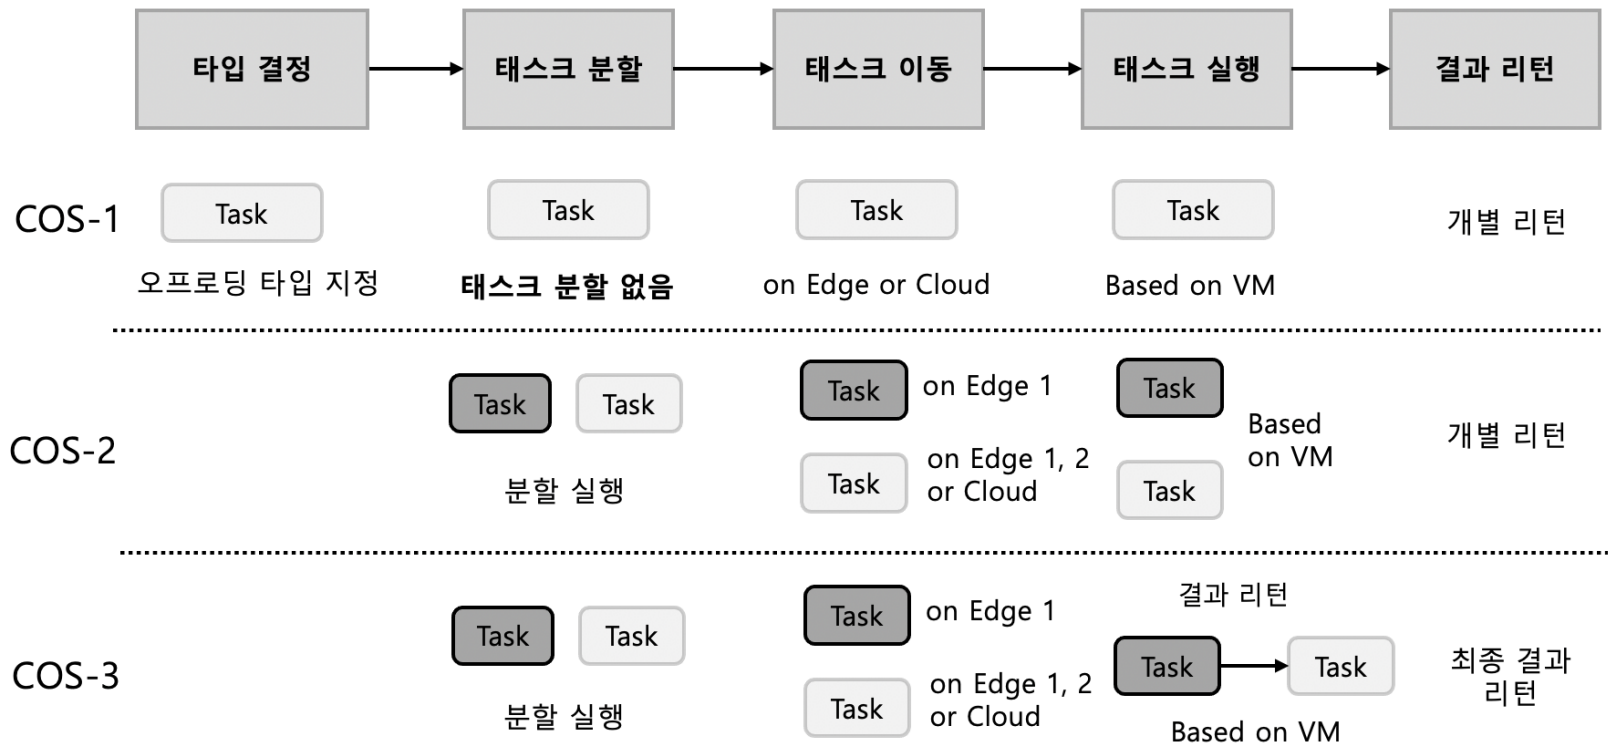 타입 결정
태스크 분할
태스크 이동
태스크 실행
결과 리턴
COS-1
Task
Task
Task
Task
개별 리턴
오프로딩 타입 지정
태스크 분할 없음
on Edge or Cloud
Based on VM
COS-2
Task
Task
분할 실행
Task
on Edge 1
Task
on Edge 1, 2
or Cloud
Task
Task
Based
on VM
개별 리턴
COS-3
Task
Task
분할 실행
Task
on Edge 1
Task
on Edge 1, 2
or Cloud
결과 리턴
Task
Task
Based on VM
최종 결과
리턴